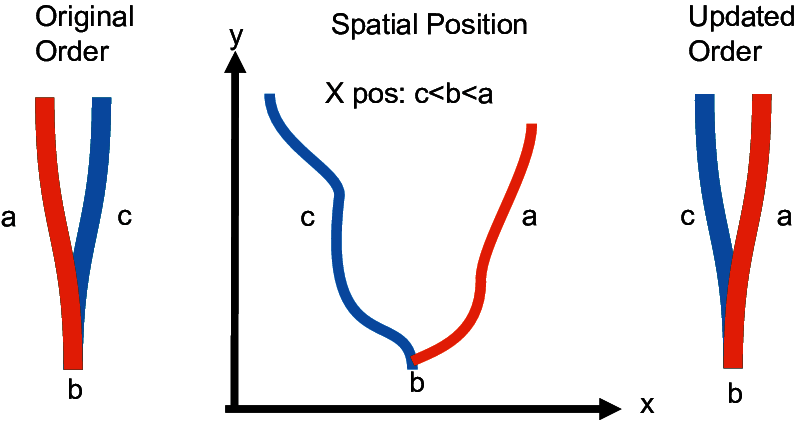 Original
Order
a
c
b
Spatial Position
y
X pos: c<b<a
c
a
b
x
Updated
Order
c
a
b